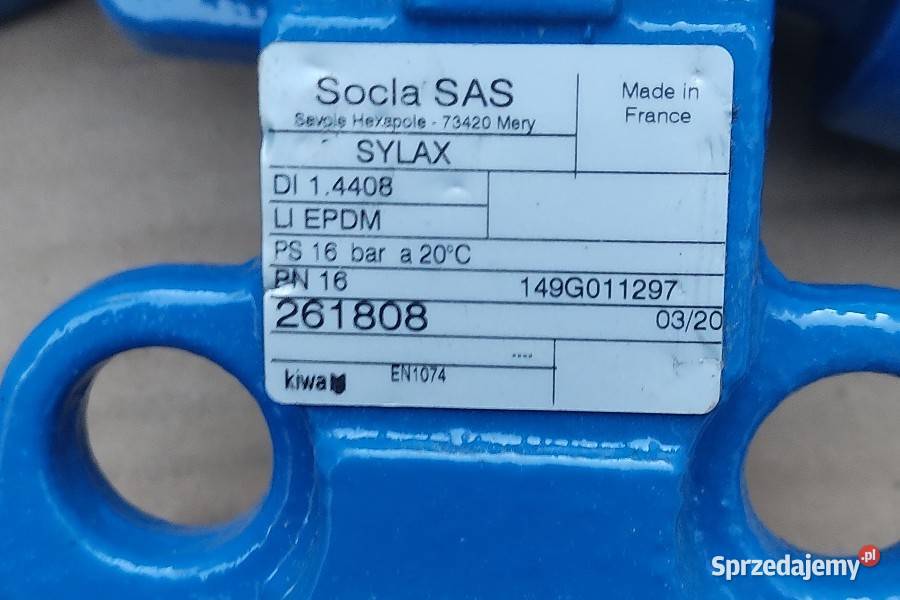 Socla SAS
Savoie Hexapole - 73420 Mery
Made in
France
SYLAX
DI 1.4408
LI EPDM
PS 16 bar a 20°C
PN 16 149G011297
261808 03/20
----
kiwa EN1074
Sprzedajemy.pl